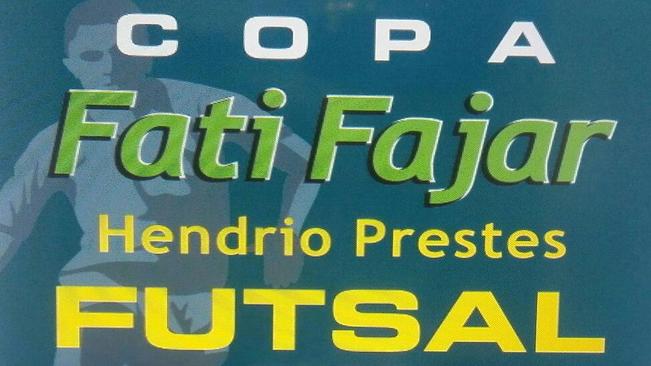 COPA
Fati Fajar
Hendrio Prestes
FUTSAL